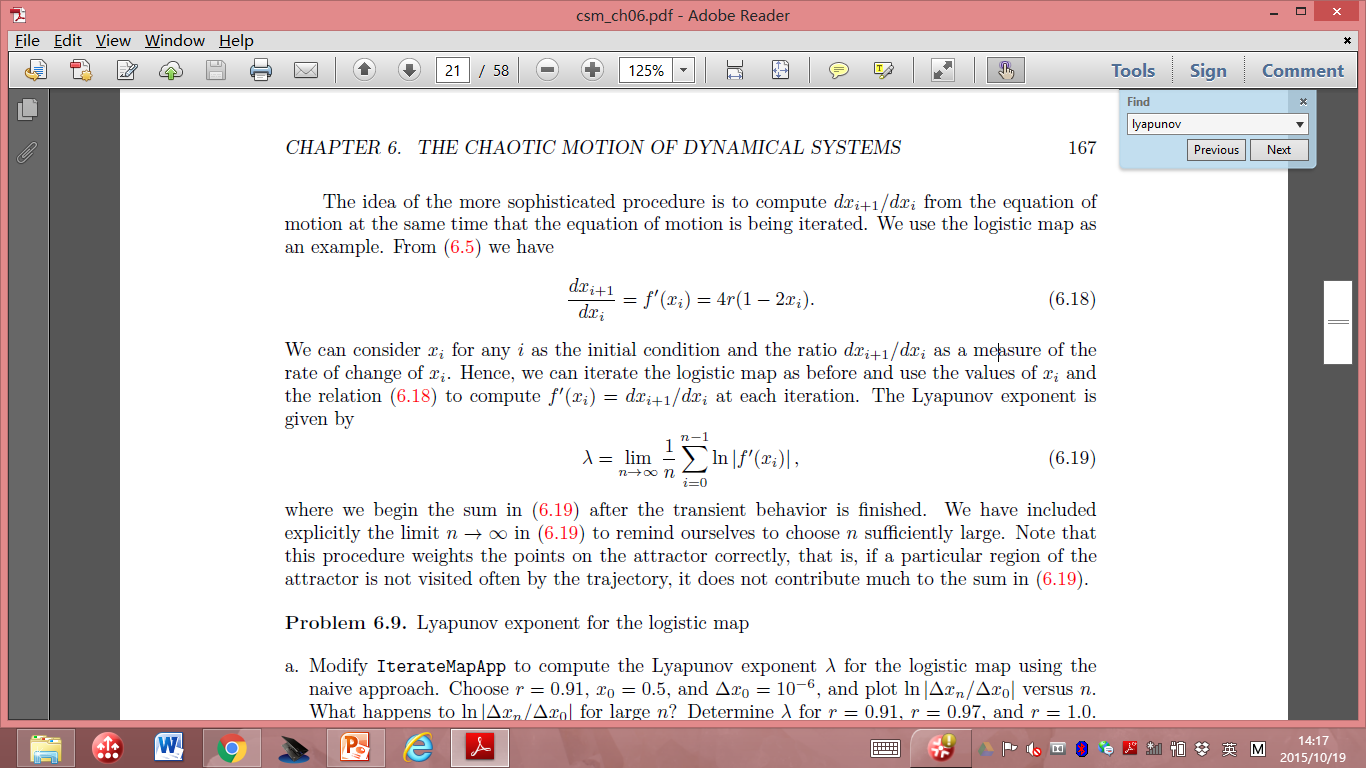 csm_ch06.pdf - Adobe Reader
File Edit View Window Help
21 / 58 125% Tools Sign Comment
Find
lyapunov
Previous Next
CHAPTER 6. THE CHAOTIC MOTION OF DYNAMICAL SYSTEMS 167
The idea of the more sophisticated procedure is to compute dx_{i+1}/dx_i from the equation of
motion at the same time that the equation of motion is being iterated. We use the logistic map as
an example. From (6.5) we have
dx_{i+1}/dx_i = f′(x_i) = 4r(1 − 2x_i). (6.18)
We can consider x_i for any i as the initial condition and the ratio dx_{i+1}/dx_i as a measure of the
rate of change of x_i. Hence, we can iterate the logistic map as before and use the values of x_i and
the relation (6.18) to compute f′(x_i) = dx_{i+1}/dx_i at each iteration. The Lyapunov exponent is
given by
λ = lim_{n→∞} 1/n ∑_{i=0}^{n−1} ln |f′(x_i)|, (6.19)
where we begin the sum in (6.19) after the transient behavior is finished. We have included
explicitly the limit n → ∞ in (6.19) to remind ourselves to choose n sufficiently large. Note that
this procedure weights the points on the attractor correctly, that is, if a particular region of the
attractor is not visited often by the trajectory, it does not contribute much to the sum in (6.19).
Problem 6.9. Lyapunov exponent for the logistic map
a. Modify IterateMapApp to compute the Lyapunov exponent λ for the logistic map using the
naive approach. Choose r = 0.91, x_0 = 0.5, and Δx_0 = 10^{−6}, and plot ln |Δx_n/Δx_0| versus n.
What happens to ln |Δx_n/Δx_0| for large n? Determine λ for r = 0.91, r = 0.97, and r = 1.0.
英 M
14:17
2015/10/19